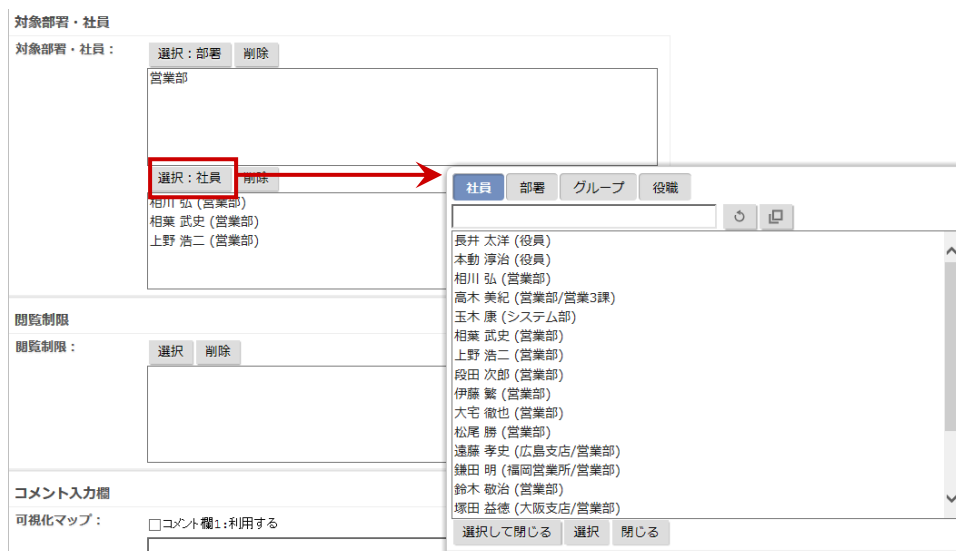 対象部署・社員
対象部署・社員：
選択：部署 削除
営業部
選択：社員 削除
相川 弘 (営業部)
相葉 武史 (営業部)
上野 浩二 (営業部)
閲覧制限
閲覧制限：
選択 削除
コメント入力欄
可視化マップ：
コメント欄1:利用する
社員 部署 グループ 役職
長井 太洋 (役員)
本動 淳治 (役員)
相川 弘 (営業部)
高木 美紀 (営業部/営業3課)
玉木 康 (システム部)
相葉 武史 (営業部)
上野 浩二 (営業部)
段田 次郎 (営業部)
伊藤 繁 (営業部)
大宅 徹也 (営業部)
松尾 勝 (営業部)
遠藤 孝史 (広島支店/営業部)
鎌田 明 (福岡営業所/営業部)
鈴木 敬治 (営業部)
塚田 益徳 (大阪支店/営業部)
選択して閉じる 選択 閉じる